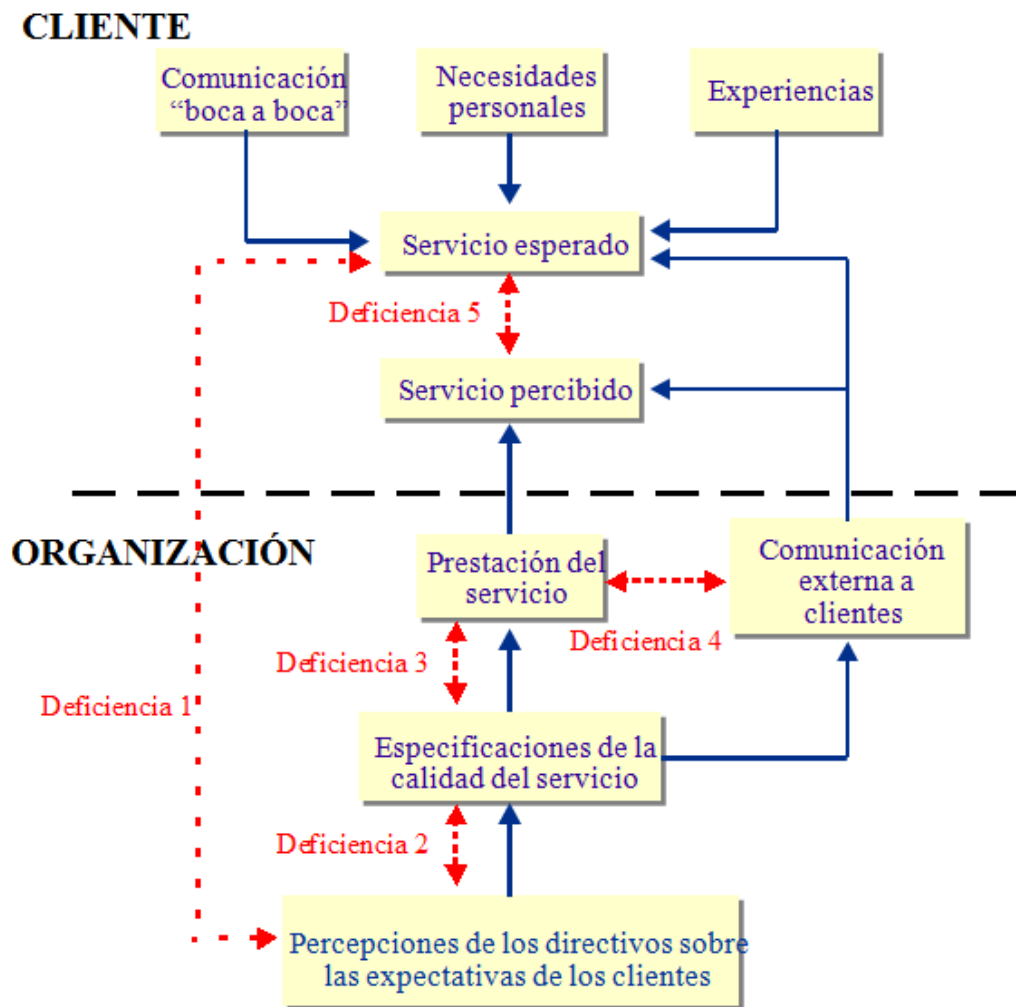 CLIENTE
Comunicación
“boca a boca”
Necesidades
personales
Experiencias
Servicio esperado
Deficiencia 5
Servicio percibido
ORGANIZACIÓN
Prestación del
servicio
Comunicación
externa a
clientes
Deficiencia 4
Deficiencia 3
Deficiencia 1
Especificaciones de la
calidad del servicio
Deficiencia 2
Percepciones de los directivos sobre
las expectativas de los clientes